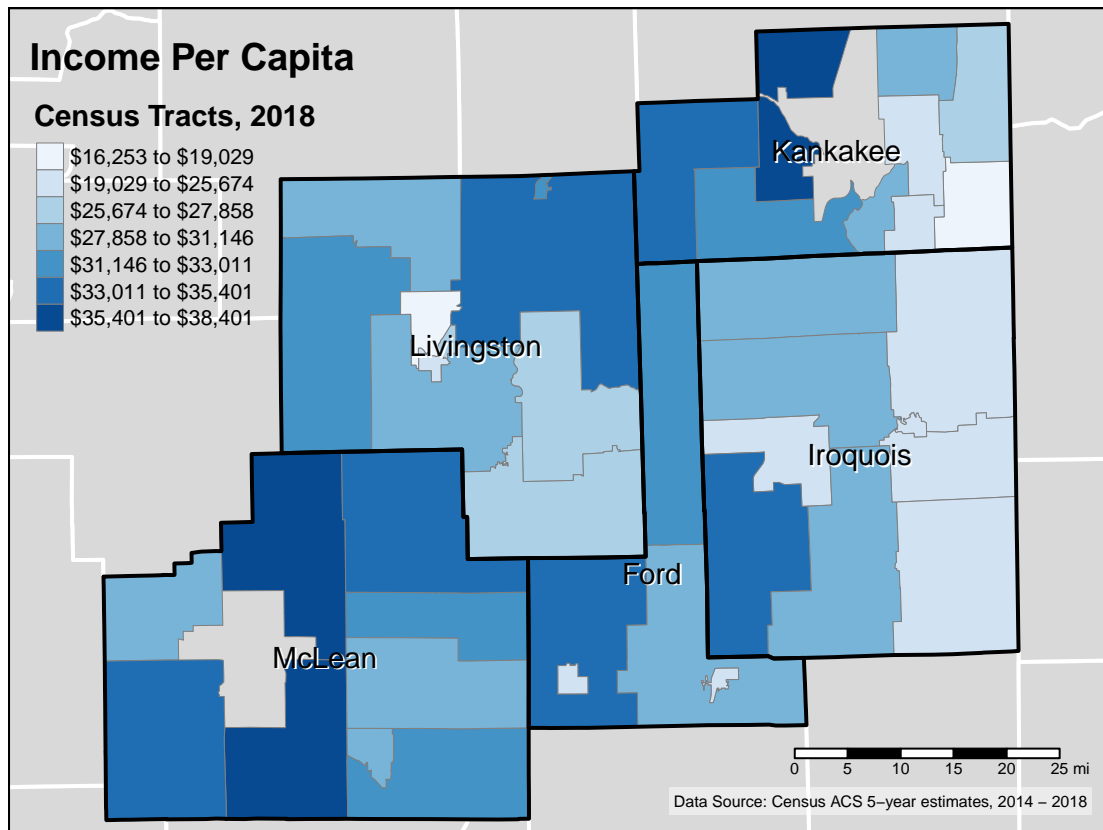 Income Per Capita
Census Tracts, 2018
$16,253 to $19,029
$19,029 to $25,674
$25,674 to $27,858
$27,858 to $31,146
$31,146 to $33,011
$33,011 to $35,401
$35,401 to $38,401
Kankakee
Livingston
Iroquois
Ford
McLean
0 5 10 15 20 25 mi
Data Source: Census ACS 5−year estimates, 2014 − 2018